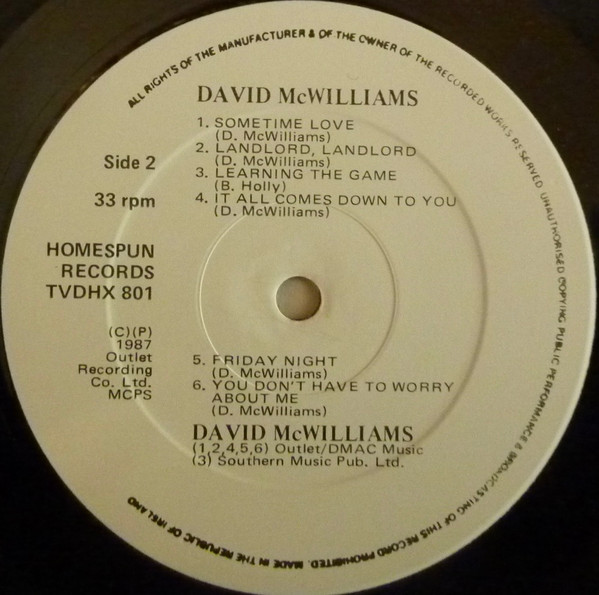 ALL RIGHTS OF THE MANUFACTURER & OF THE OWNER OF THE RECORDED WORKS RESERVED UNAUTHORISED COPYING PUBLIC PERFORMANCE & BROADCASTING OF THIS RECORD PROHIBITED. MADE IN THE REPUBLIC OF IRELAND
DAVID McWILLIAMS
1. SOMETIME LOVE
(D. McWilliams)
2. LANDLORD, LANDLORD
(D. McWilliams)
3. LEARNING THE GAME
(B. Holly)
4. IT ALL COMES DOWN TO YOU
(D. McWilliams)
Side 2
33 rpm
HOMESPUN
RECORDS
TVDHX 801
(C)(P)
1987
Outlet
Recording
Co. Ltd.
MCPS
5. FRIDAY NIGHT
(D. McWilliams)
6. YOU DON'T HAVE TO WORRY
ABOUT ME
(D. McWilliams)
DAVID McWILLIAMS
(1,2,4,5,6) Outlet/DMAC Music
(3) Southern Music Pub. Ltd.